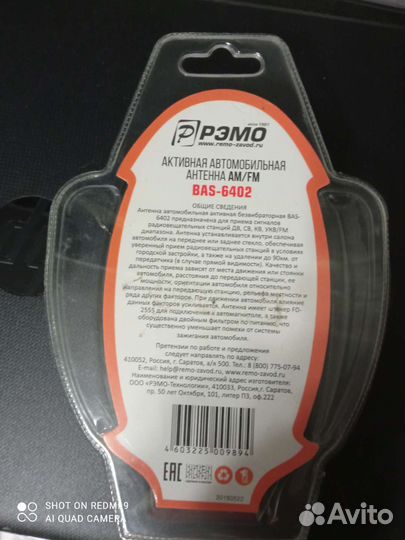 since 1991
РЭМО
www.remo-zavod.ru
АКТИВНАЯ АВТОМОБИЛЬНАЯ
АНТЕННА AM/FM
BAS-6402
ОБЩИЕ СВЕДЕНИЯ
Антенна автомобильная активная безвибраторная BAS-
6402 предназначена для приема сигналов
радиовещательных станций ДВ, СВ, КВ, УКВ/FM
диапазона. Антенна устанавливается внутри салона
автомобиля на переднее или заднее стекло, обеспечивая
уверенный прием радиовещательных станций в условиях
городской застройки, а также на удалении до 90км. от
передатчика (в случае прямой видимости). Качество и
дальность приема зависят от места движения или стоянки
автомобиля, расстояния до передающей станции, ее
мощности, ориентации автомобиля относительно
направления на передающую станцию, рельефа местности и
ряда других факторов. При движении автомобиля влияние
данных факторов усиливается. Антенна имеет штекер FD-
2555 для подключения к автомагнитоле, а также
оборудована двойным фильтром по питанию, что
существенно уменьшает помехи от системы
зажигания автомобиля.
Претензии по работе и предложения
следует направлять по адресу:
410052, Россия, г. Саратов, а/я 500. Тел.: 8 (800) 775-07-94
E-mail: help@remo-zavod.ru, www.remo-zavod.ru
Наименование и юридический адрес изготовителя:
ООО «РЭМО-Технологии», 410033, Россия, г. Саратов,
пр. 50 лет Октября, 101, литер П3, оф.222
4 603225 009894
EAC
20180522
SHOT ON REDMI 9
AI QUAD CAMERA
Avito